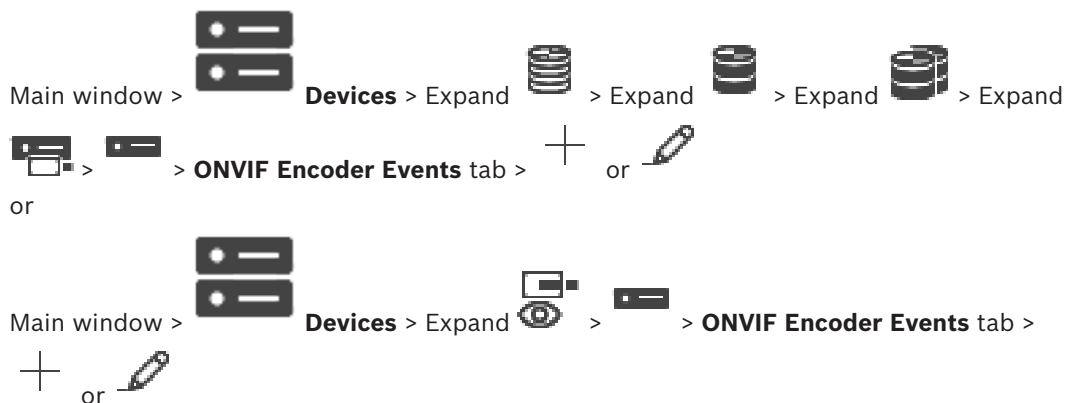 Main window > Devices > Expand > Expand > Expand > Expand
> > ONVIF Encoder Events tab > or
or
Main window > Devices > Expand > > ONVIF Encoder Events tab >
or